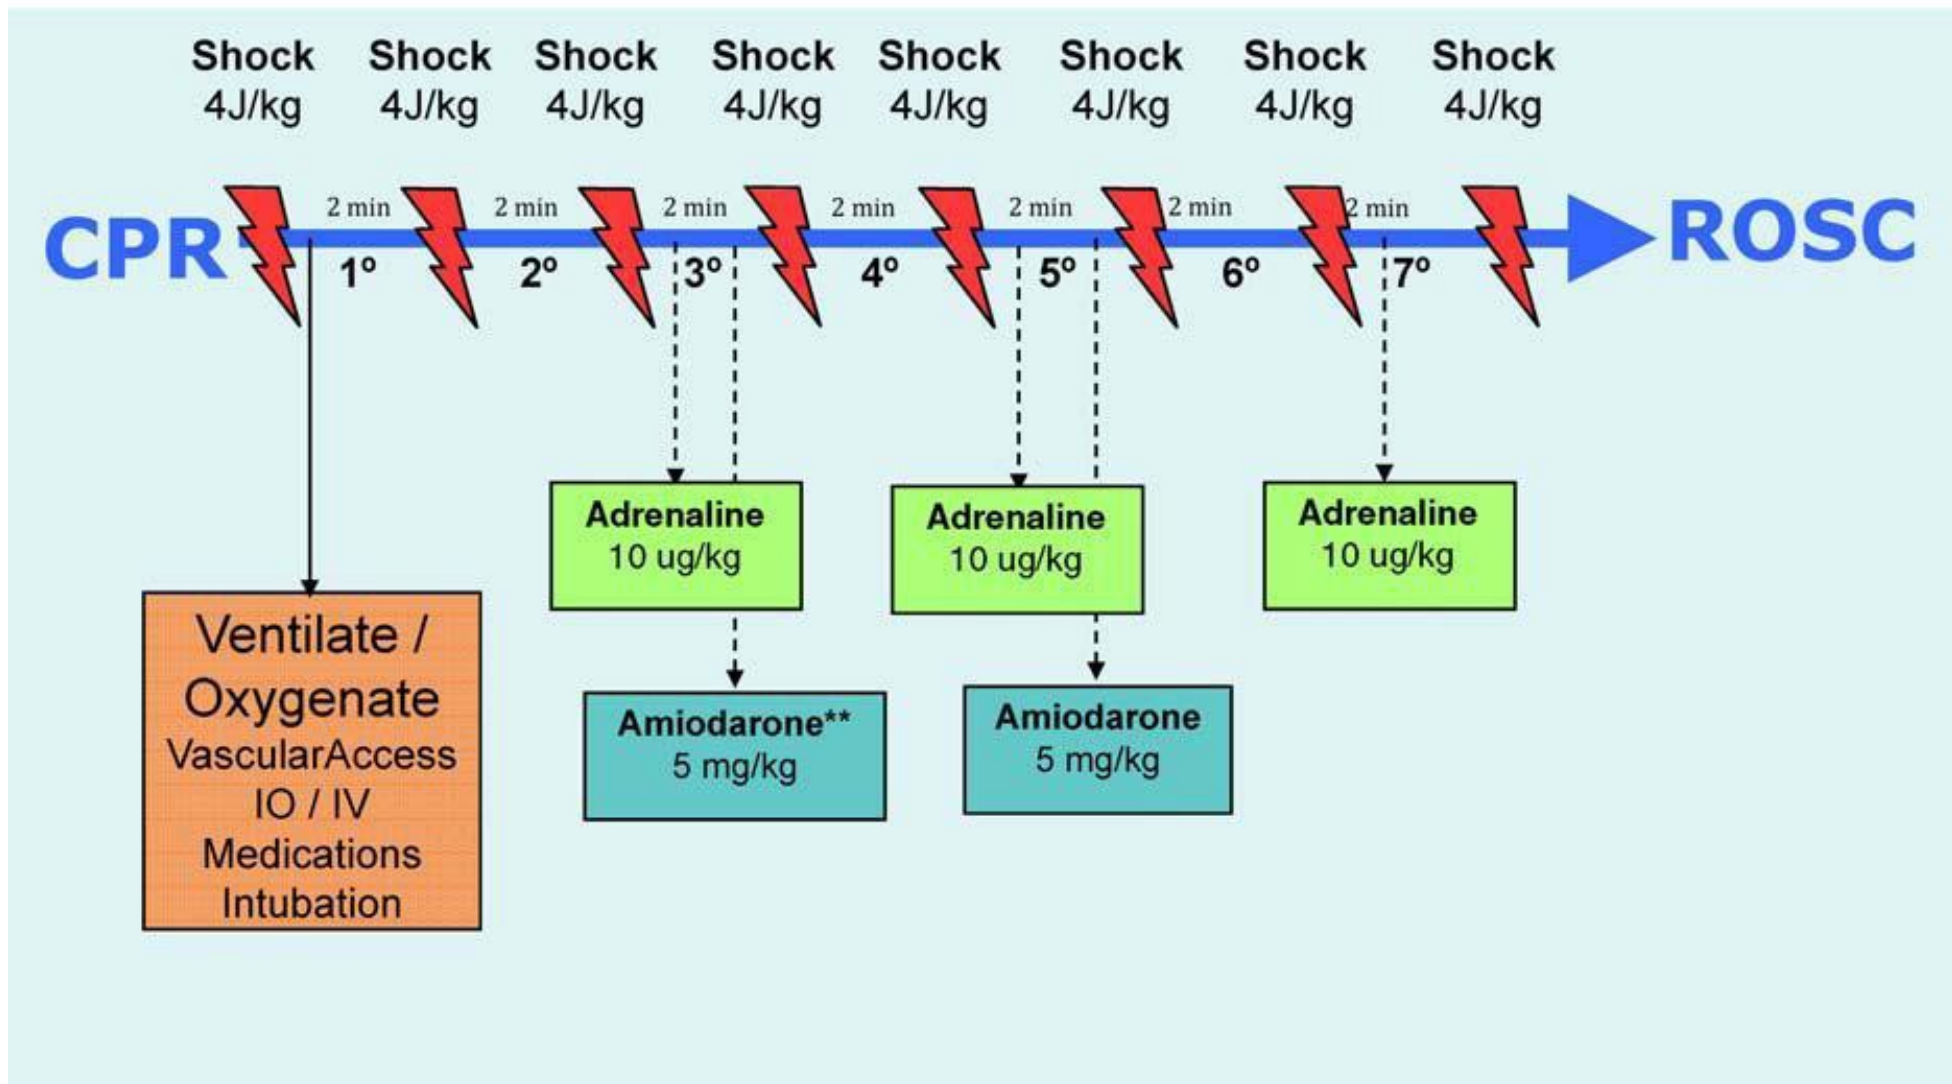 Shock Shock Shock Shock Shock Shock Shock Shock
4J/kg 4J/kg 4J/kg 4J/kg 4J/kg 4J/kg 4J/kg 4J/kg
2 min 2 min 2 min 2 min 2 min 2 min 2 min
CPR ROSC
1º 2º 3º 4º 5º 6º 7º
Adrenaline
10 ug/kg
Adrenaline
10 ug/kg
Adrenaline
10 ug/kg
Ventilate /
Oxygenate
VascularAccess
IO / IV
Medications
Intubation
Amiodarone**
5 mg/kg
Amiodarone
5 mg/kg